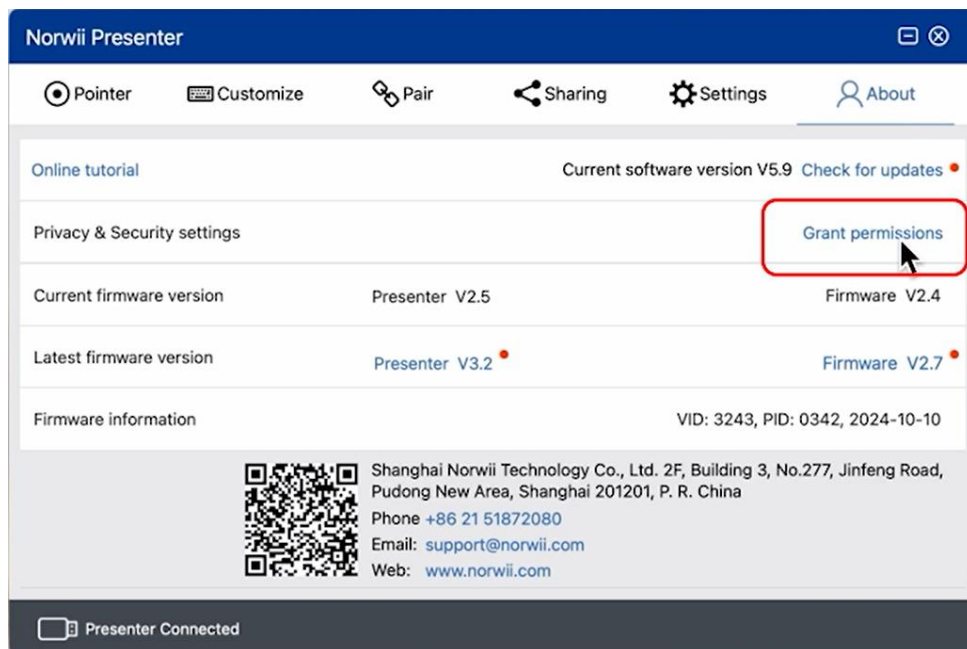 Norwii Presenter
Pointer Customize Pair Sharing Settings About
Online tutorial Current software version V5.9 Check for updates
Privacy & Security settings Grant permissions
Current firmware version Presenter V2.5 Firmware V2.4
Latest firmware version Presenter V3.2 Firmware V2.7
Firmware information VID: 3243, PID: 0342, 2024-10-10
Shanghai Norwii Technology Co., Ltd. 2F, Building 3, No.277, Jinfeng Road,
Pudong New Area, Shanghai 201201, P. R. China
Phone +86 21 51872080
Email: support@norwii.com
Web: www.norwii.com
Presenter Connected